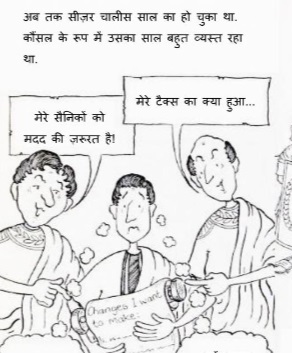 अब तक सीज़र चालीस साल का हो चुका था.
कौंसल के रूप में उसका साल बहुत व्यस्त रहा
था.
मेरे सैनिकों को
मदद की ज़रूरत है!
मेरे टैक्स का क्या हुआ...
Changes I want
to make: